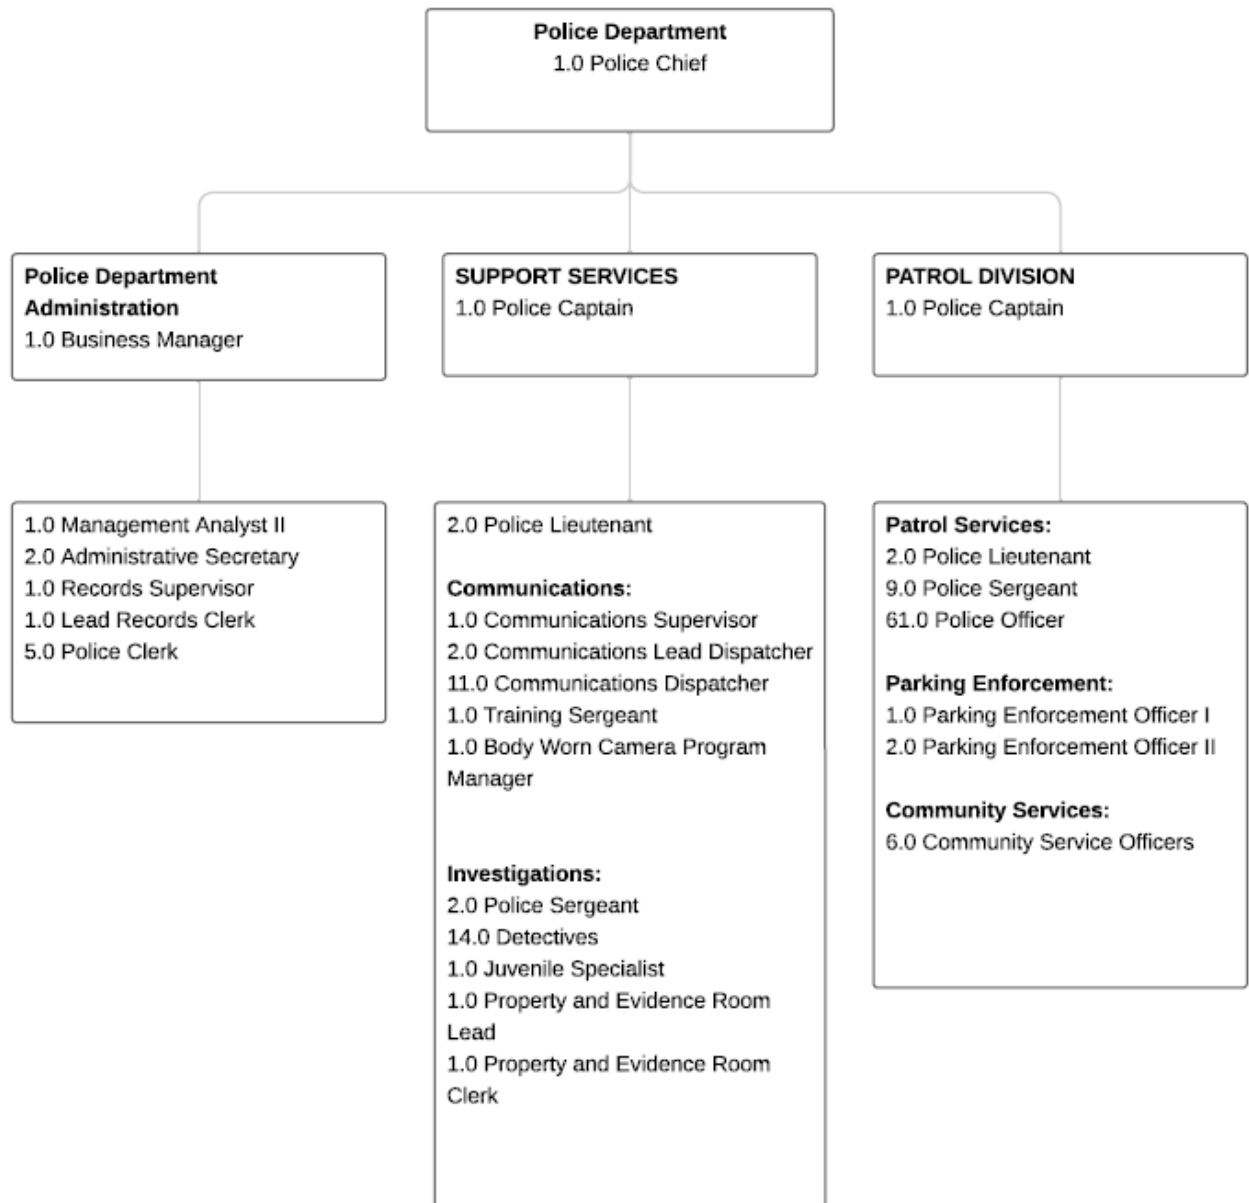 Police Department
1.0 Police Chief
Police Department
Administration
1.0 Business Manager
SUPPORT SERVICES
1.0 Police Captain
PATROL DIVISION
1.0 Police Captain
1.0 Management Analyst II
2.0 Administrative Secretary
1.0 Records Supervisor
1.0 Lead Records Clerk
5.0 Police Clerk
2.0 Police Lieutenant
Communications:
1.0 Communications Supervisor
2.0 Communications Lead Dispatcher
11.0 Communications Dispatcher
1.0 Training Sergeant
1.0 Body Worn Camera Program
Manager
Investigations:
2.0 Police Sergeant
14.0 Detectives
1.0 Juvenile Specialist
1.0 Property and Evidence Room
Lead
1.0 Property and Evidence Room
Clerk
Patrol Services:
2.0 Police Lieutenant
9.0 Police Sergeant
61.0 Police Officer
Parking Enforcement:
1.0 Parking Enforcement Officer I
2.0 Parking Enforcement Officer II
Community Services:
6.0 Community Service Officers